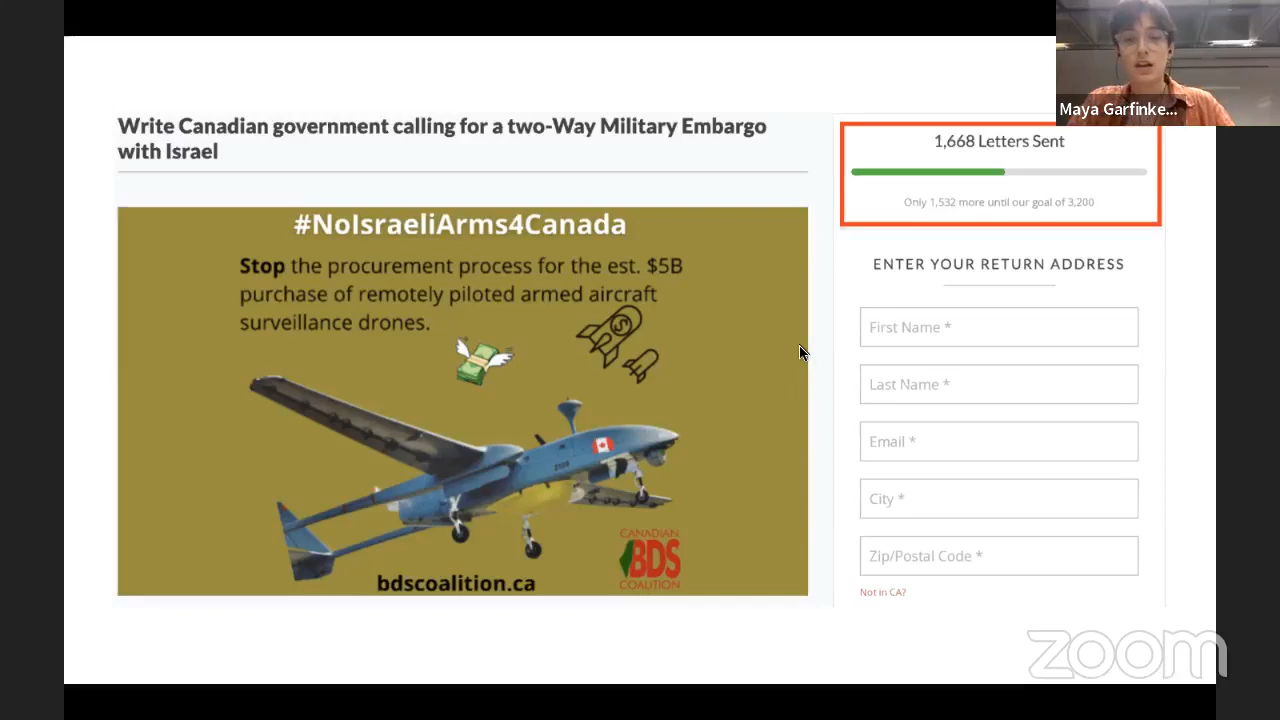 Maya Garfinke...
Write Canadian government calling for a two-Way Military Embargo
with Israel
#NoIsraeliArms4Canada
Stop the procurement process for the est. $5B
purchase of remotely piloted armed aircraft
surveillance drones.
CANADIAN
BDS
COALITION
bdscoalition.ca
1,668 Letters Sent
Only 1,532 more until our goal of 3,200
ENTER YOUR RETURN ADDRESS
First Name *
Last Name *
Email *
City *
Zip/Postal Code *
Not in CA?
zoom